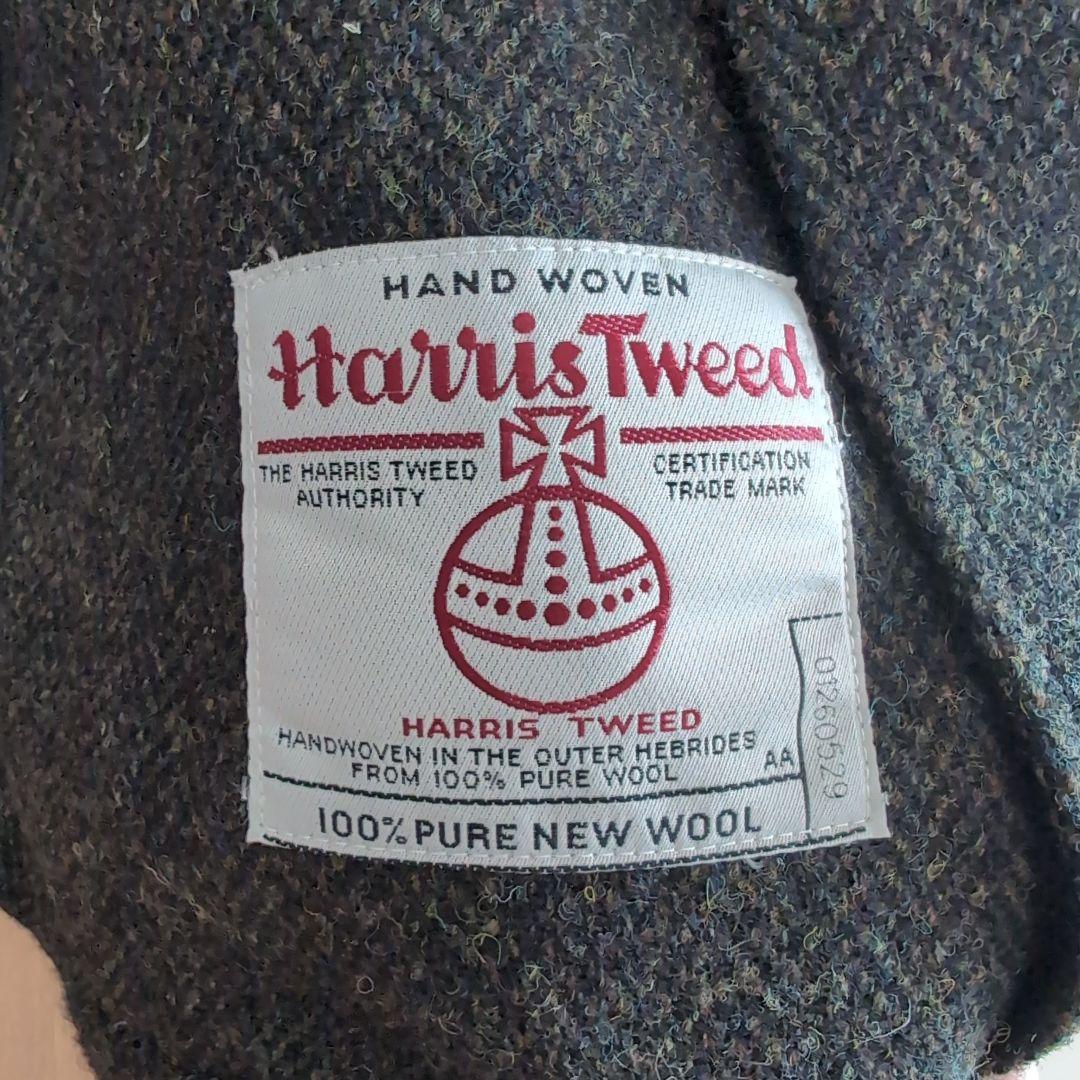 HAND WOVEN
Harris Tweed
THE HARRIS TWEED
AUTHORITY
CERTIFICATION
TRADE MARK
HARRIS TWEED
HANDWOVEN IN THE OUTER HEBRIDES
FROM 100% PURE WOOL
AA
01260529
100% PURE NEW WOOL